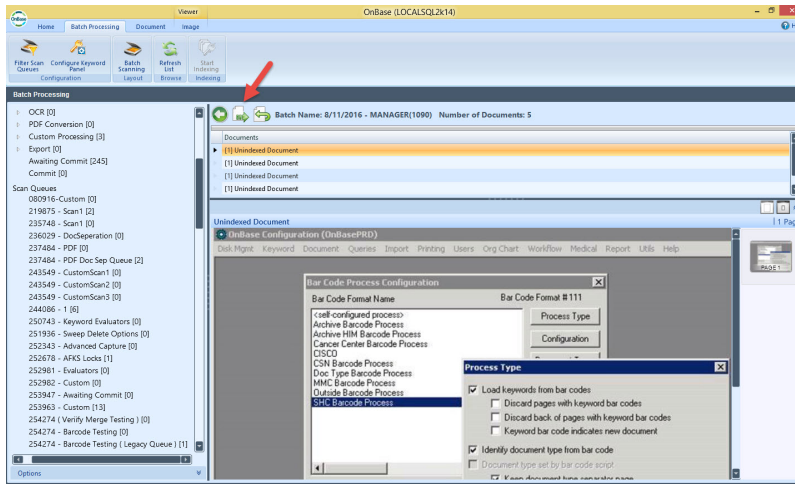 Viewer
OnBase (LOCALSQL2k14)
OnBase
Home Batch Processing Document Image
Filter Scan Queues
Configure Keyword Panel
Batch Scanning
Refresh List
Start Indexing
Configuration Layout Browse Indexing
Batch Processing
OCR [0]
PDF Conversion [0]
Custom Processing [3]
Export [0]
Awaiting Commit [245]
Commit [0]
Scan Queues
080916-Custom [0]
219875 - Scan1 [2]
235748 - Scan1 [0]
236029 - DocSeperation [0]
237484 - PDF [0]
237484 - PDF Doc Sep Queue [2]
243549 - CustomScan1 [0]
243549 - CustomScan2 [0]
243549 - CustomScan3 [0]
244086 - 1 [6]
250743 - Keyword Evaluators [0]
251936 - Sweep Delete Options [0]
252343 - Advanced Capture [0]
252678 - AFKS Locks [1]
252981 - Evaluators [0]
252982 - Custom [0]
253947 - Awaiting Commit [0]
253963 - Custom [13]
254274 ( Verify Merge Testing ) [0]
254274 - Barcode Testing [0]
254274 - Barcode Testing ( Legacy Queue ) [1]
Options
Batch Name: 8/11/2016 - MANAGER(1090) Number of Documents: 5
Documents
[1] Unindexed Document
[1] Unindexed Document
[1] Unindexed Document
[1] Unindexed Document
Unindexed Document
1 Pag
OnBase Configuration (OnBasePRD)
Disk Mgmt Keyword Document Queries Import Printing Users Org Chart Workflow Medical Report Utils Help
Bar Code Process Configuration
Bar Code Format Name Bar Code Format #111
<self-configured process>
Archive Barcode Process
Archive HIM Barcode Process
Cancer Center Barcode Process
CISCO
CSN Barcode Process
Doc Type Barcode Process
MMC Barcode Process
Outside Barcode Process
SHC Barcode Process
Process Type
Configuration
Process Type
Load keywords from bar codes
Discard pages with keyword bar codes
Discard back of pages with keyword bar codes
Keyword bar code indicates new document
Identify document type from bar code
Document type set by bar code script
Keep document type separator page
PAGE 1